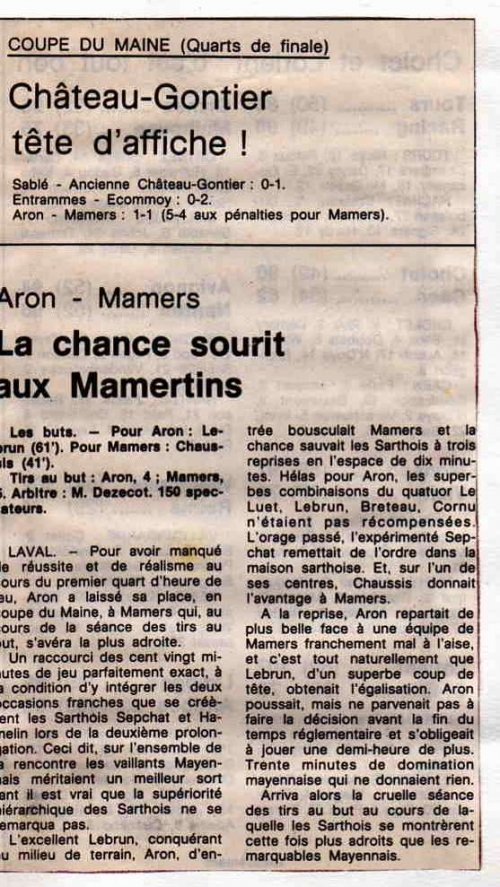 COUPE DU MAINE (Quarts de finale)
Château-Gontier
tête d'affiche !
Sablé - Ancienne Château-Gontier : 0-1.
Entrammes - Ecommoy : 0-2.
Aron - Mamers : 1-1 (5-4 aux pénalties pour Mamers).
Aron - Mamers
La chance sourit
aux Mamertins
Les buts. — Pour Aron : Le-
brun (61'). Pour Mamers : Chaus-
sis (41').
Tirs au but : Aron, 4 ; Mamers,
5. Arbitre : M. Dezecot. 150 spec-
tateurs.
LAVAL. — Pour avoir manqué
de réussite et de réalisme au
cours du premier quart d'heure de
jeu, Aron a laissé sa place, en
coupe du Maine, à Mamers qui, au
cours de la séance des tirs au
but, s'avéra la plus adroite.
Un raccourci des cent vingt mi-
nutes de jeu parfaitement exact, à
la condition d'y intégrer les deux
occasions franches que se créè-
rent les Sarthois Sepchat et Ha-
melin lors de la deuxième prolon-
gation. Ceci dit, sur l'ensemble de
la rencontre les vaillants Mayen-
nais méritaient un meilleur sort
tant il est vrai que la supériorité
hiérarchique des Sarthois ne se
remarqua pas.
L'excellent Lebrun, conquérant
au milieu de terrain, Aron, d'en-
trée bousculait Mamers et la
chance sauvait les Sarthois à trois
reprises en l'espace de dix minu-
tes. Hélas pour Aron, les super-
bes combinaisons du quatuor Le
Luet, Lebrun, Breteau, Cornu
n'étaient pas récompensées.
L'orage passé, l'expérimenté Sep-
chat remettait de l'ordre dans la
maison sarthoise. Et, sur l'un de
ses centres, Chaussis donnait
l'avantage à Mamers.
A la reprise, Aron repartait de
plus belle face à une équipe de
Mamers franchement mal à l'aise,
et c'est tout naturellement que
Lebrun, d'un superbe coup de
tête, obtenait l'égalisation. Aron
poussait, mais ne parvenait pas à
faire la décision avant la fin du
temps réglementaire et s'obligeait
à jouer une demi-heure de plus.
Trente minutes de domination
mayennaise qui ne donnaient rien.
Arriva alors la cruelle séance
des tirs au but au cours de la-
quelle les Sarthois se montrèrent
cette fois plus adroits que les re-
marquables Mayennais.